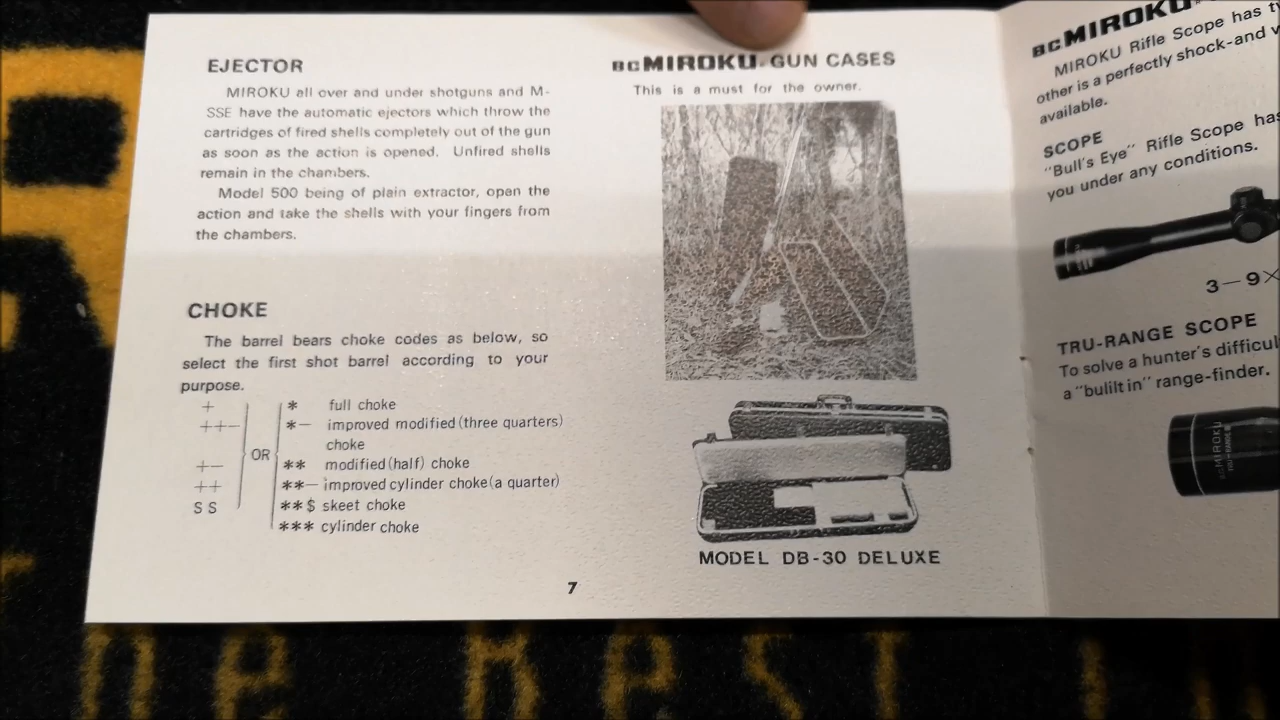 EJECTOR
MIROKU all over and under shotguns and M-
SSE have the automatic ejectors which throw the
cartridges of fired shells completely out of the gun
as soon as the action is opened. Unfired shells
remain in the chambers.
Model 500 being of plain extractor, open the
action and take the shells with your fingers from
the chambers.
CHOKE
The barrel bears choke codes as below, so
select the first shot barrel according to your
purpose.
+
++−
+−
++
SS
OR
* full choke
*− improved modified (three quarters)
choke
** modified (half) choke
**− improved cylinder choke (a quarter)
**$ skeet choke
*** cylinder choke
7
BC MIROKU GUN CASES
This is a must for the owner.
MODEL DB-30 DELUXE
BC MIROKU
MIROKU Rifle Scope has
other is a perfectly shock-and
available.
SCOPE
"Bull's Eye" Rifle Scope has
you under any conditions.
3−9×
TRU-RANGE SCOPE
To solve a hunter's
a "bulilt in" range-finder.
MIROKU
ne Best